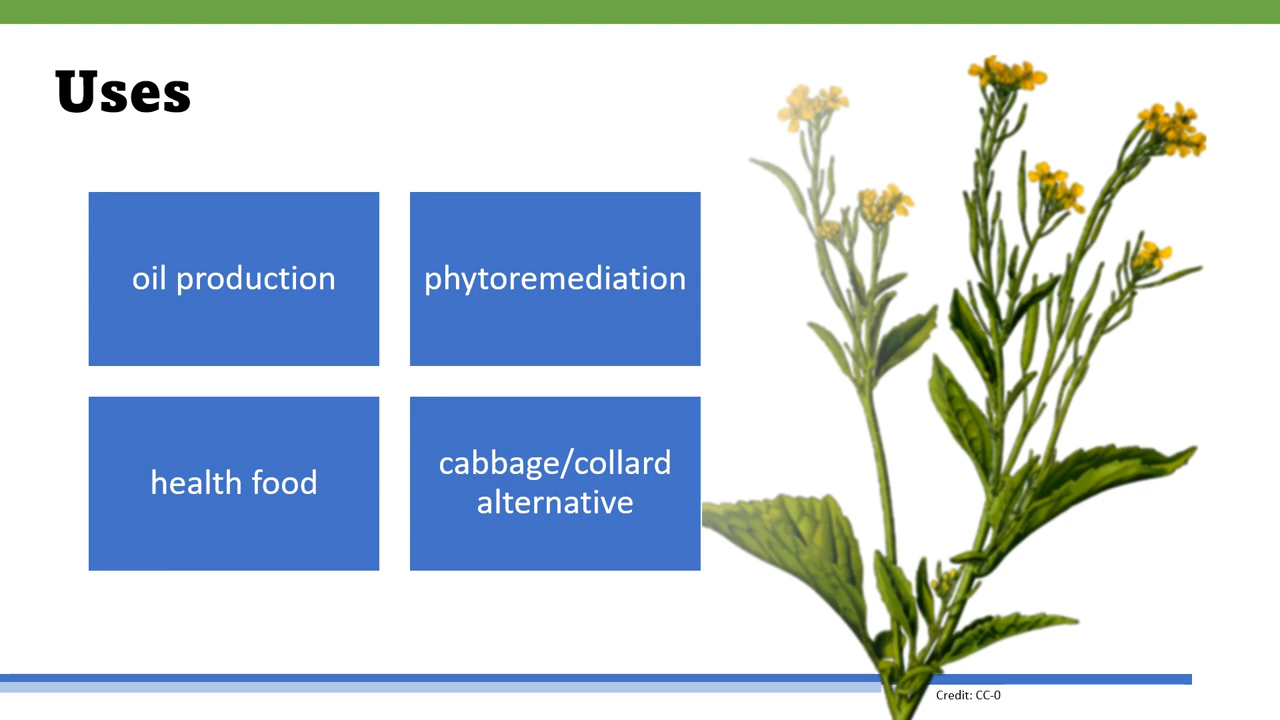 Uses
oil production
phytoremediation
health food
cabbage/collard
alternative
Credit: CC-0